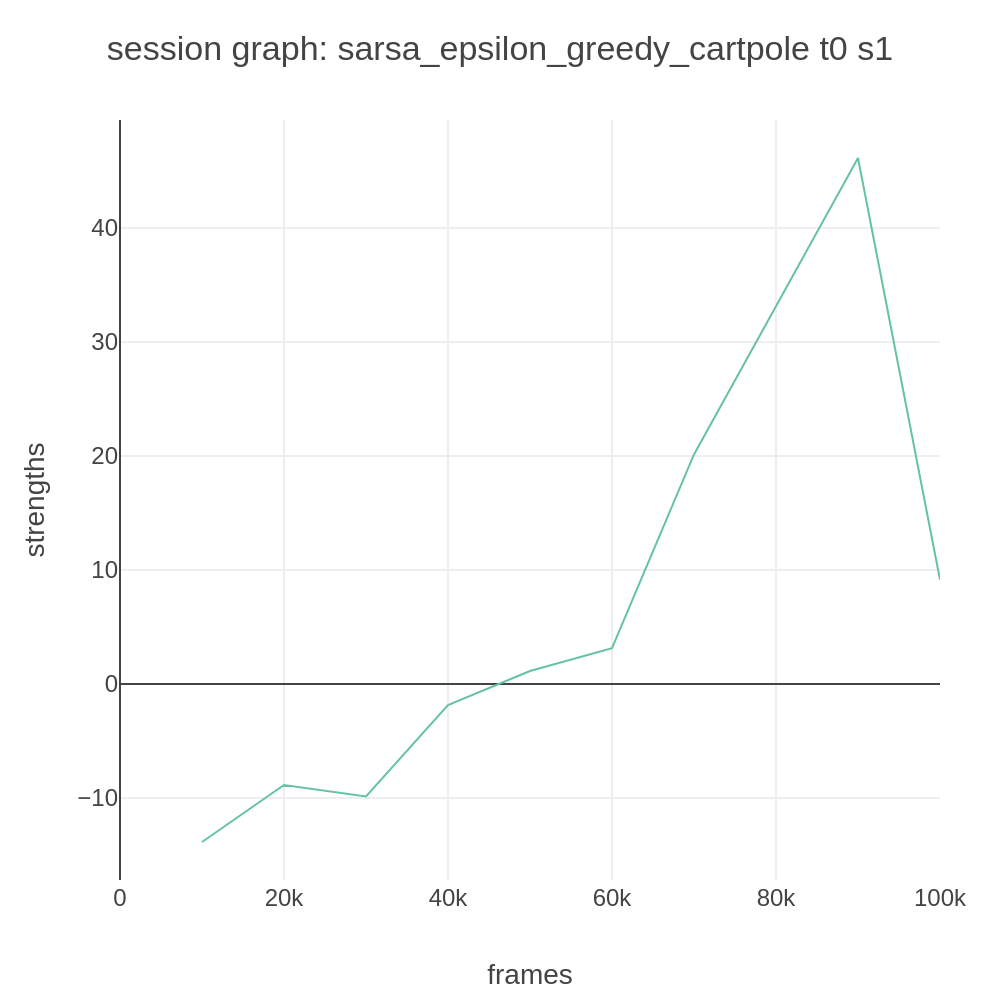 session graph: sarsa_epsilon_greedy_cartpole t0 s1
strengths
40
30
20
10
0
−10
0
20k
40k
60k
80k
100k
frames